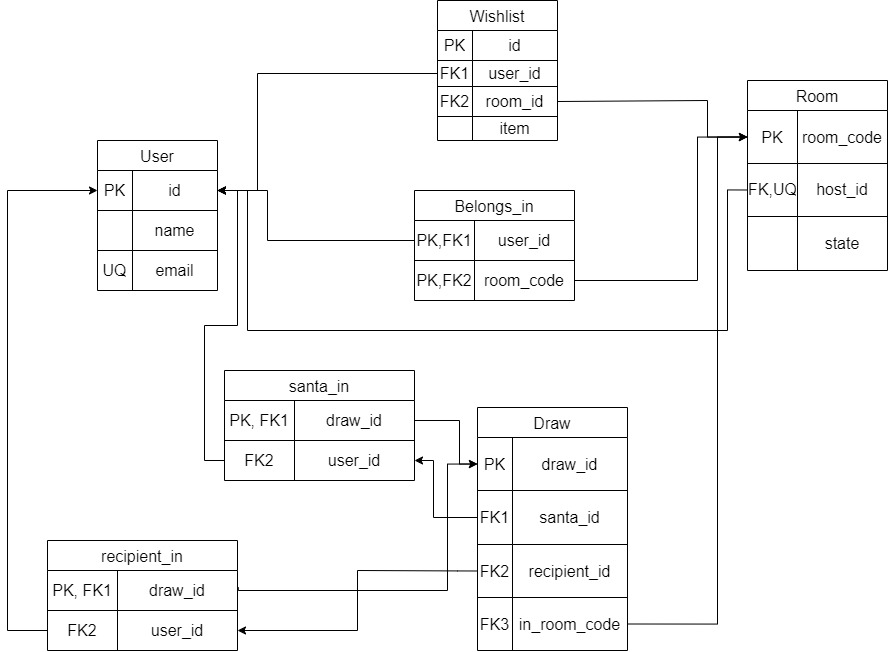 Wishlist
PK id
FK1 user_id
FK2 room_id
item
Room
PK room_code
FK,UQ host_id
state
User
PK id
name
UQ email
Belongs_in
PK,FK1 user_id
PK,FK2 room_code
santa_in
PK, FK1 draw_id
FK2 user_id
Draw
PK draw_id
FK1 santa_id
FK2 recipient_id
FK3 in_room_code
recipient_in
PK, FK1 draw_id
FK2 user_id